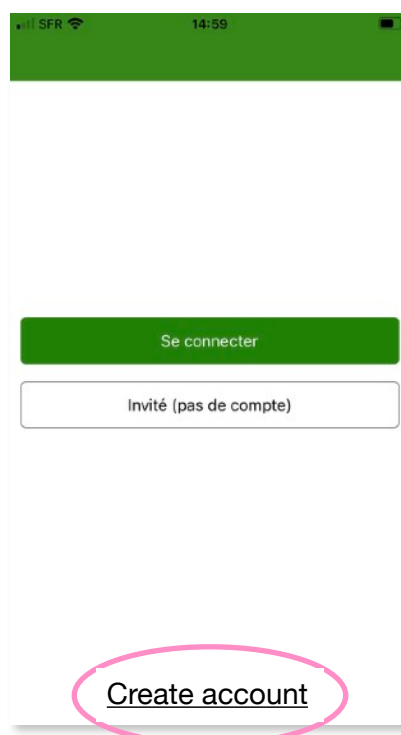 SFR 14:59
Se connecter
Invité (pas de compte)
Create account